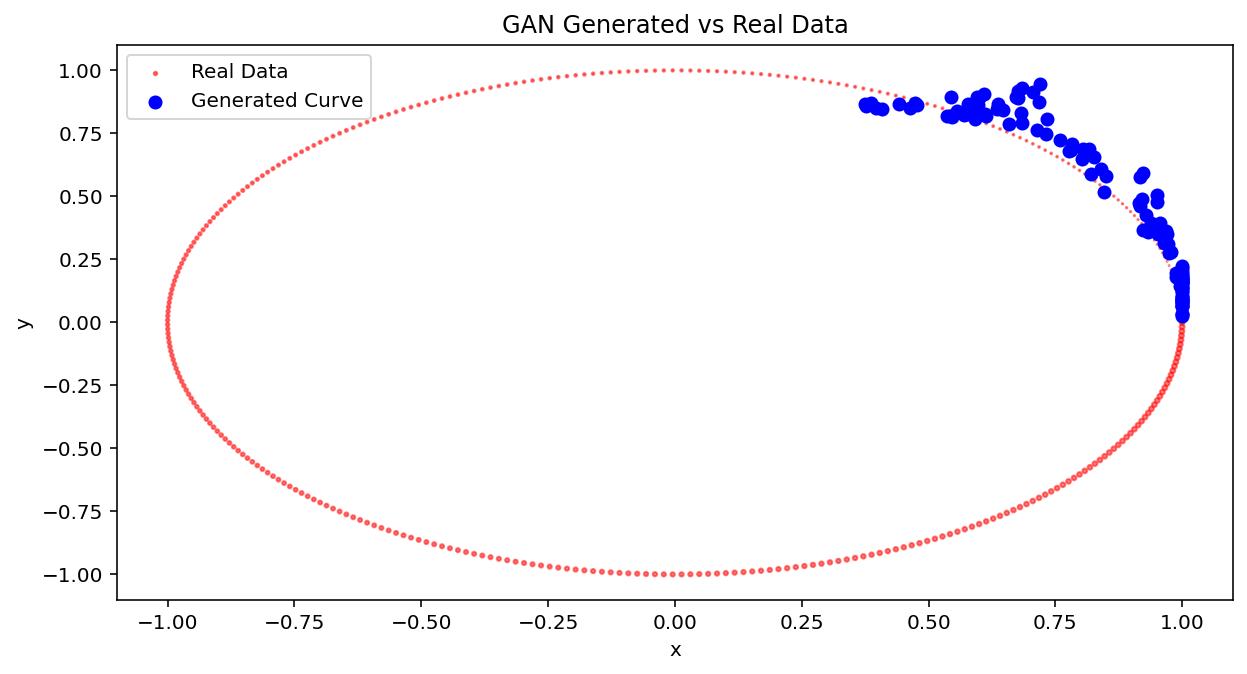 GAN Generated vs Real Data
Real Data
Generated Curve
1.00
0.75
0.50
0.25
0.00
−0.25
−0.50
−0.75
−1.00
y
−1.00 −0.75 −0.50 −0.25 0.00 0.25 0.50 0.75 1.00
x